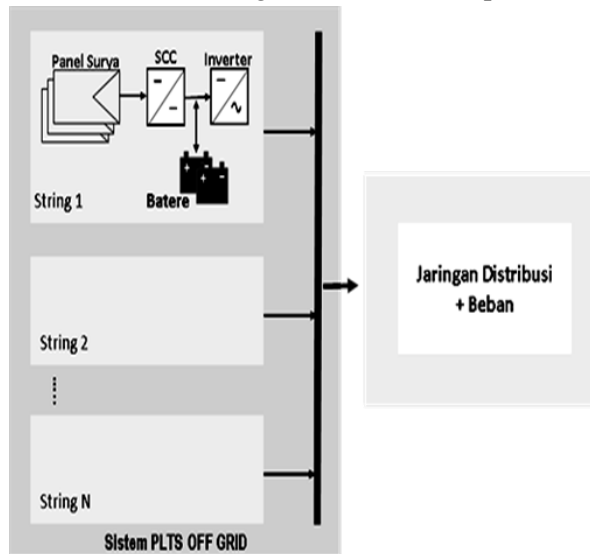 Panel Surya
SCC
Inverter
String 1
Batere
String 2
String N
Sistem PLTS OFF GRID
Jaringan Distribusi
+ Beban